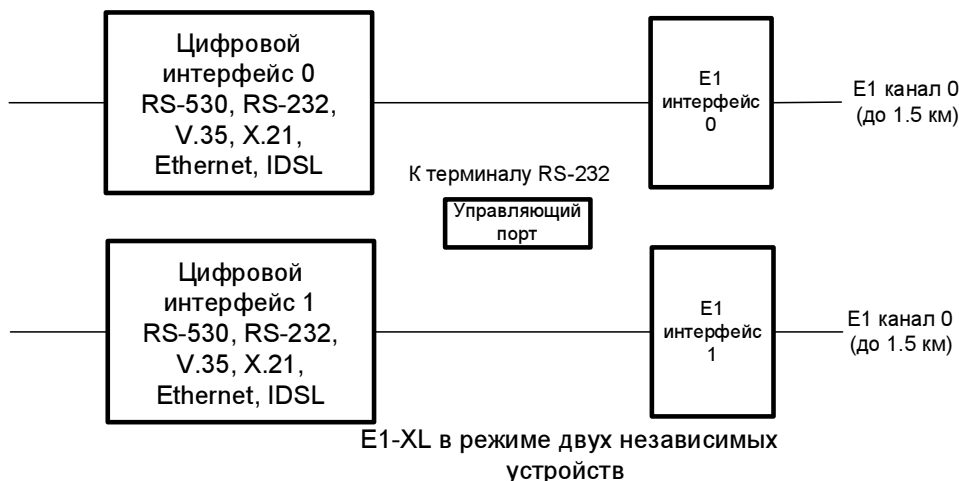 Цифровой
интерфейс 0
RS-530, RS-232,
V.35, X.21,
Ethernet, IDSL
E1
интерфейс
0
E1 канал 0
(до 1.5 км)
К терминалу RS-232
Управляющий
порт
Цифровой
интерфейс 1
RS-530, RS-232,
V.35, X.21,
Ethernet, IDSL
E1
интерфейс
1
E1 канал 0
(до 1.5 км)
E1-XL в режиме двух независимых
устройств